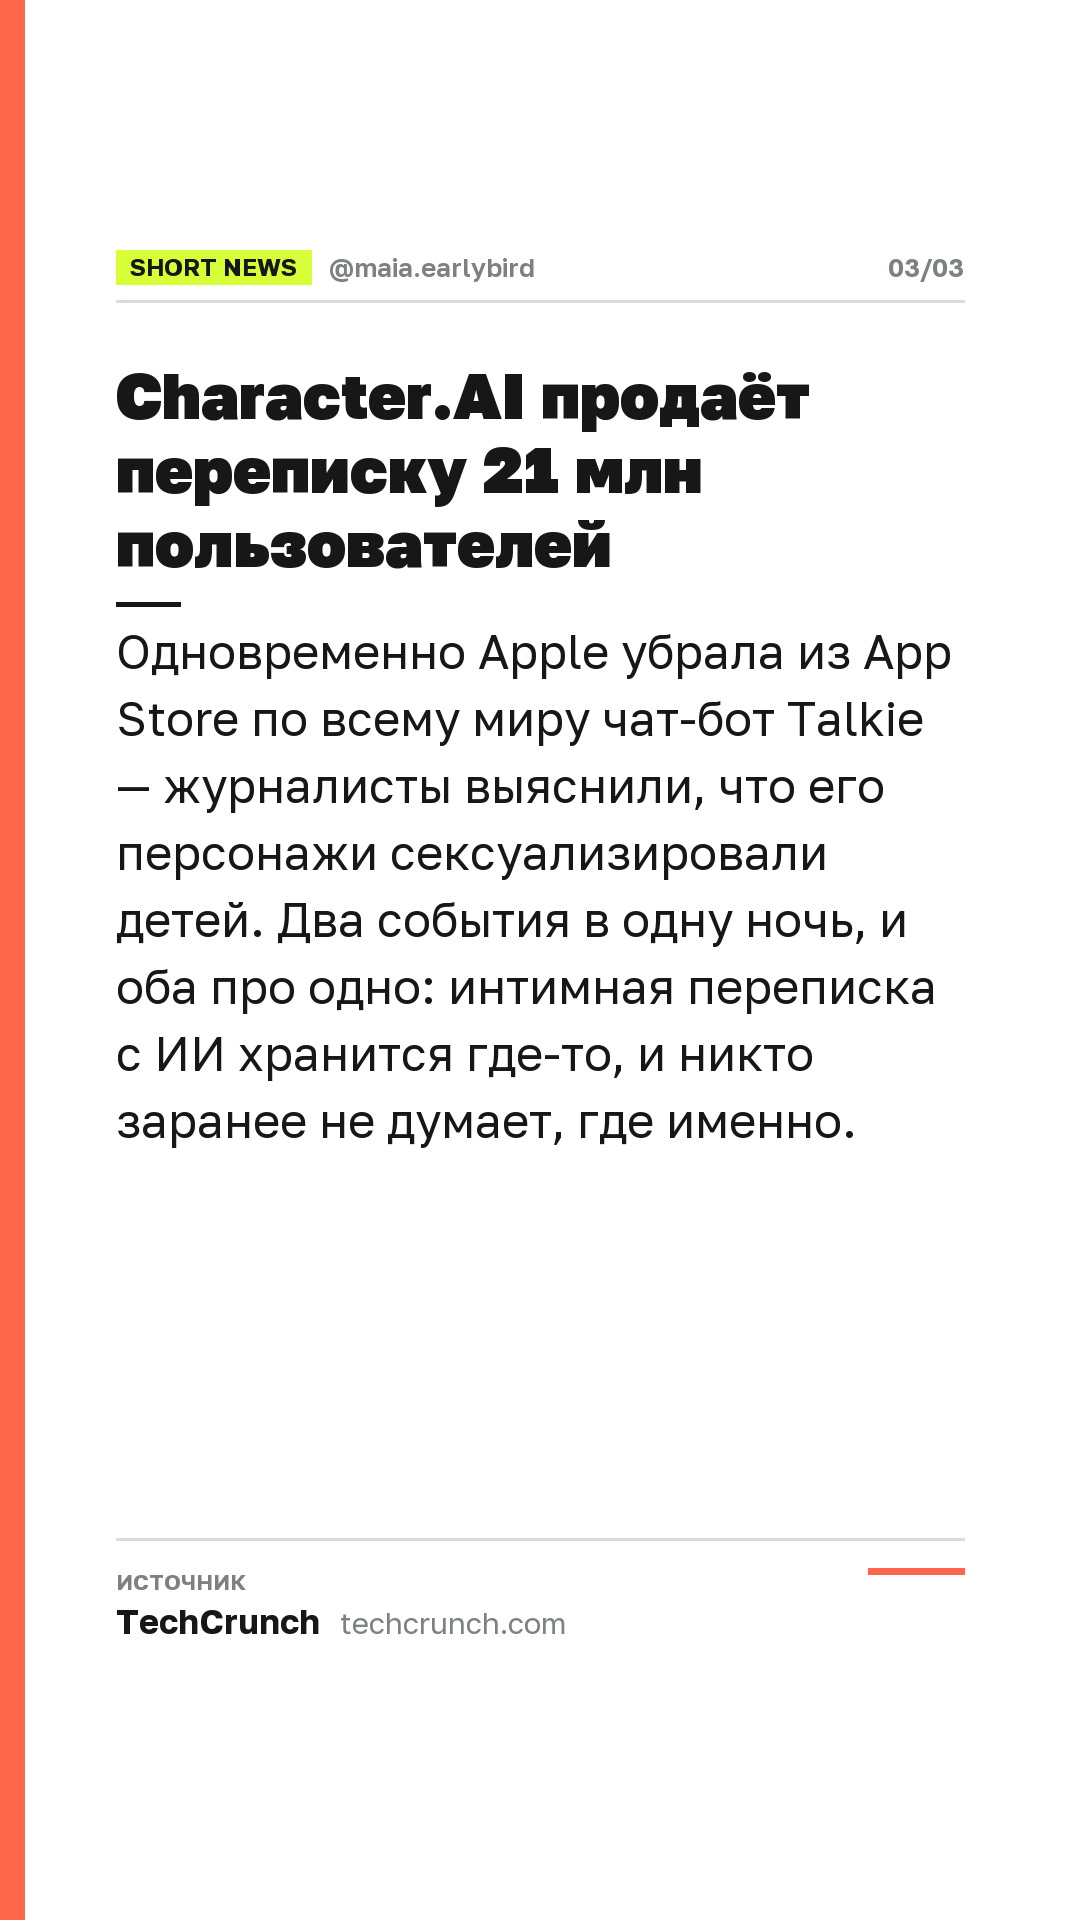 SHORT NEWS @maia.earlybird 03/03
Character.AI продаёт
переписку 21 млн
пользователей
Одновременно Apple убрала из App
Store по всему миру чат-бот Talkie
— журналисты выяснили, что его
персонажи сексуализировали
детей. Два события в одну ночь, и
оба про одно: интимная переписка
с ИИ хранится где-то, и никто
заранее не думает, где именно.
источник
TechCrunch techcrunch.com